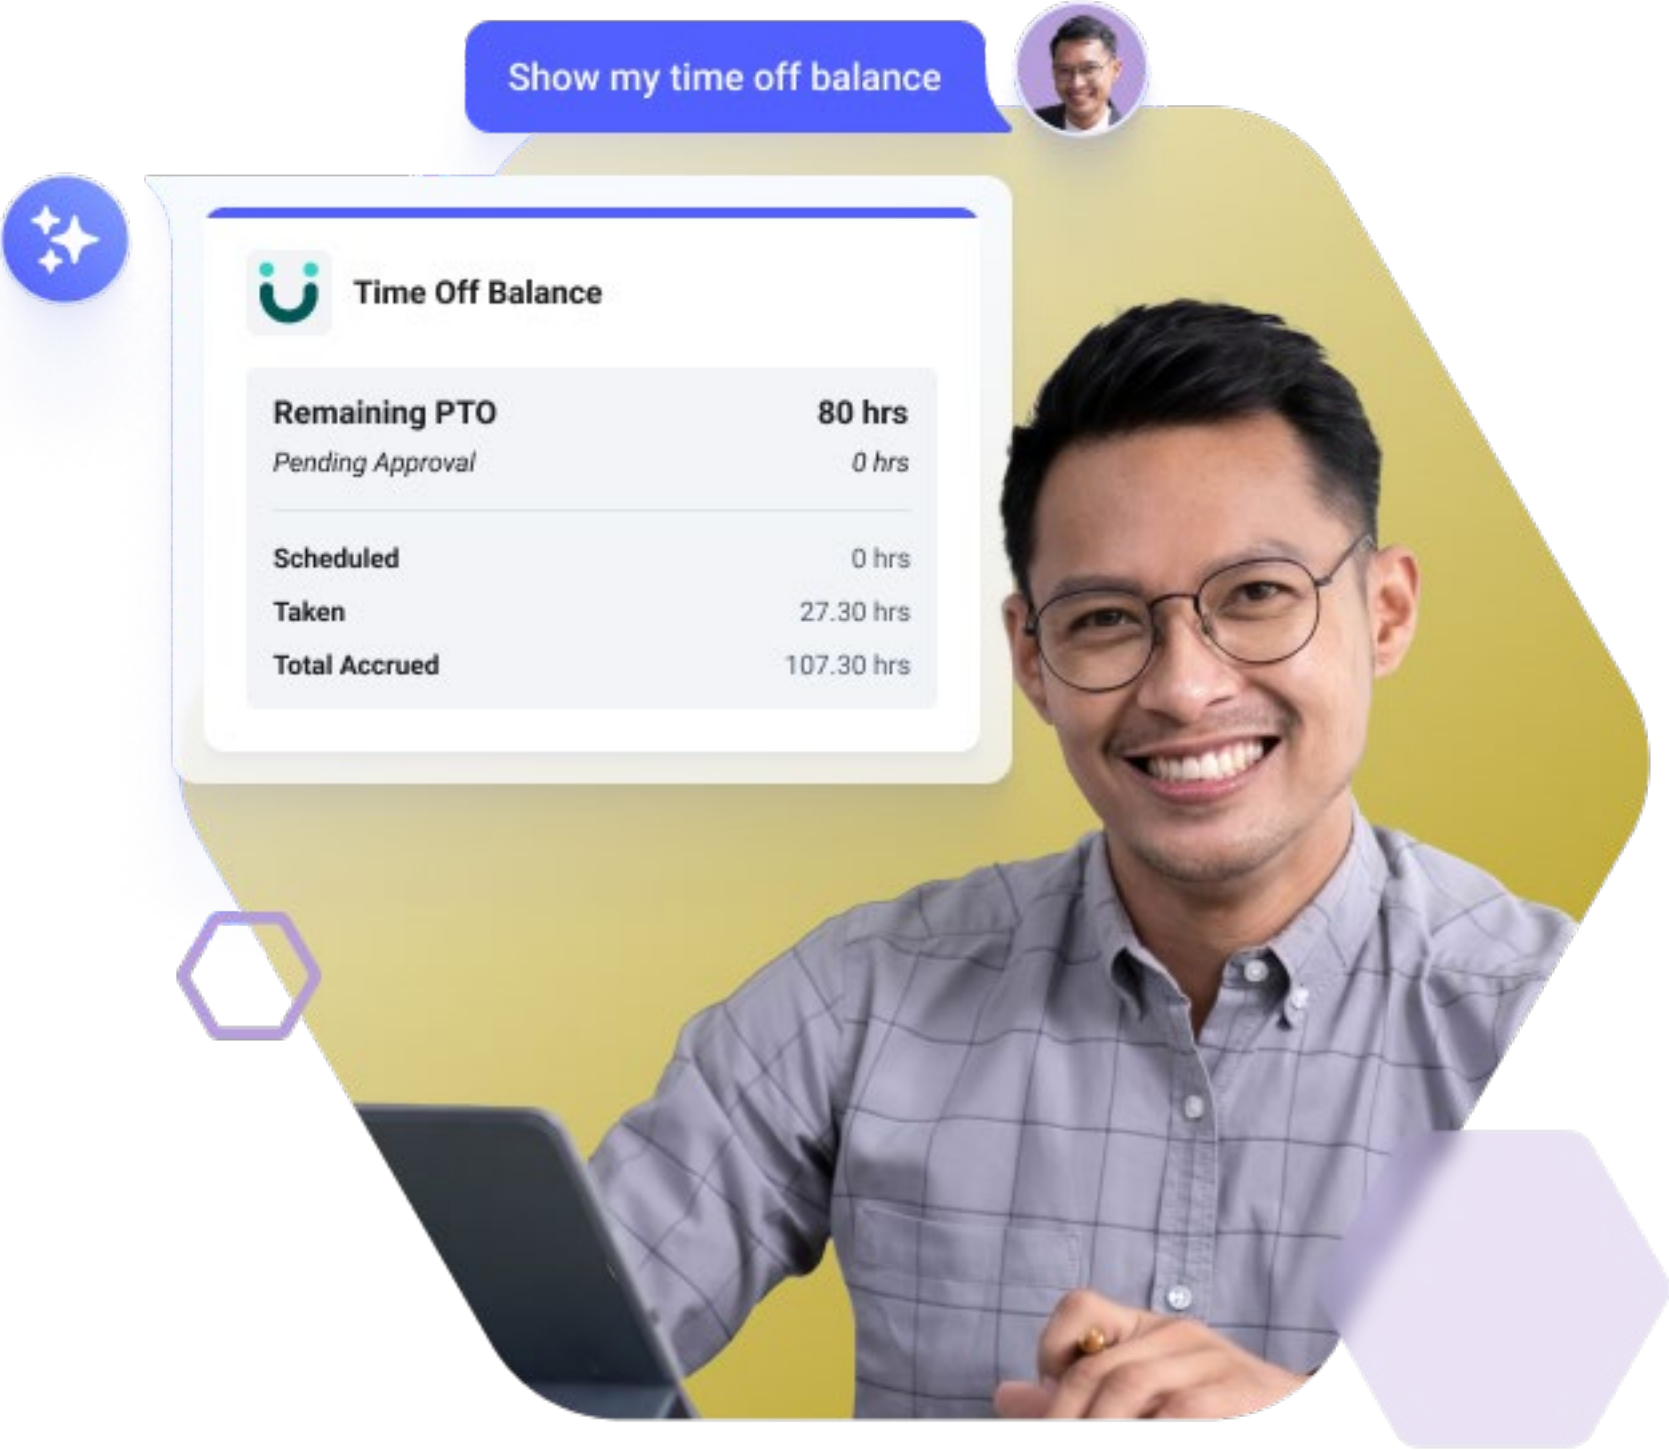 Show my time off balance
Time Off Balance
Remaining PTO 80 hrs
Pending Approval 0 hrs
Scheduled 0 hrs
Taken 27.30 hrs
Total Accrued 107.30 hrs